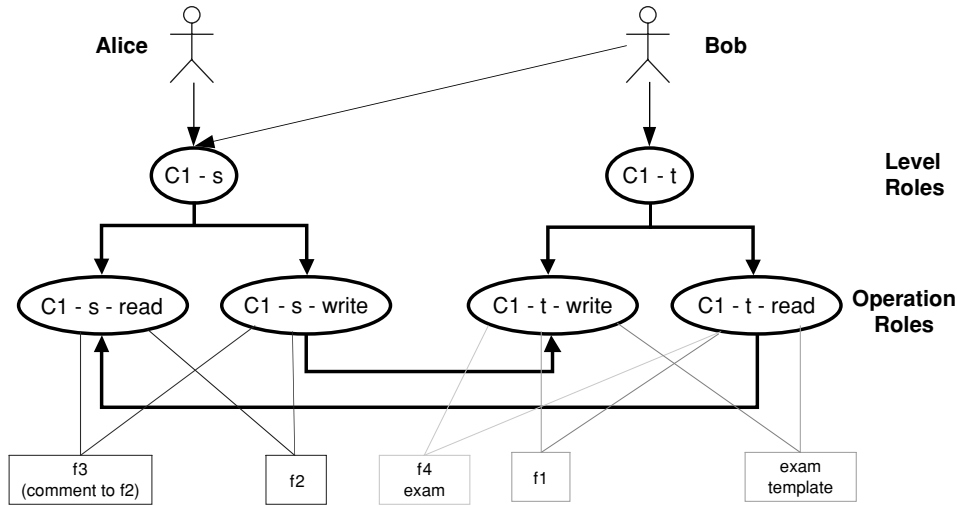 Alice
Bob
C1 - s
C1 - t
Level
Roles
C1 - s - read
C1 - s - write
C1 - t - write
C1 - t - read
Operation
Roles
f3
(comment to f2)
f2
f4
exam
f1
exam
template